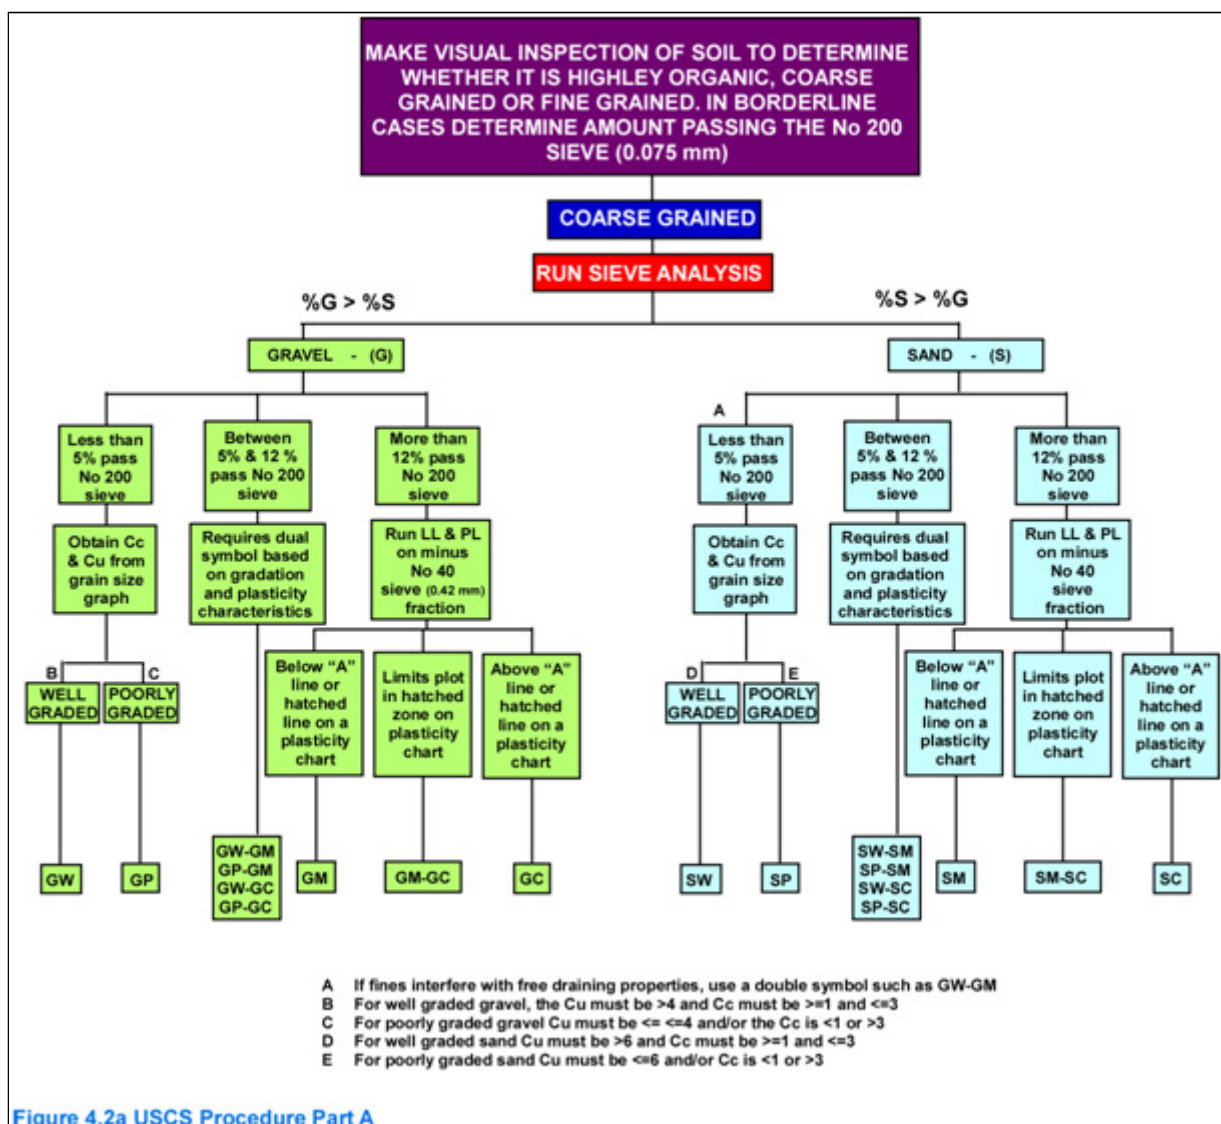 MAKE VISUAL INSPECTION OF SOIL TO DETERMINE
WHETHER IT IS HIGHLEY ORGANIC, COARSE
GRAINED OR FINE GRAINED. IN BORDERLINE
CASES DETERMINE AMOUNT PASSING THE No 200
SIEVE (0.075 mm)
COARSE GRAINED
RUN SIEVE ANALYSIS
%G > %S
%S > %G
GRAVEL - (G)
SAND - (S)
Less than
5% pass
No 200
sieve
Between
5% & 12 %
pass No 200
sieve
More than
12% pass
No 200
sieve
A
Less than
5% pass
No 200
sieve
Between
5% & 12 %
pass No 200
sieve
More than
12% pass
No 200
sieve
Obtain Cc
& Cu from
grain size
graph
Requires dual
symbol based
on gradation
and plasticity
characteristics
Run LL & PL
on minus
No 40
sieve (0.42 mm)
fraction
Obtain Cc
& Cu from
grain size
graph
Requires dual
symbol based
on gradation
and plasticity
characteristics
Run LL & PL
on minus
No 40
sieve
fraction
B
WELL
GRADED
C
POORLY
GRADED
Below “A”
line or
hatched
line on a
plasticity
chart
Limits plot
in hatched
zone on
plasticity
chart
Above “A”
line or
hatched
line on a
plasticity
chart
D
WELL
GRADED
E
POORLY
GRADED
Below “A”
line or
hatched
line on a
plasticity
chart
Limits plot
in hatched
zone on
plasticity
chart
Above “A”
line or
hatched
line on a
plasticity
chart
GW
GP
GW-GM
GP-GM
GW-GC
GP-GC
GM
GM-GC
GC
SW
SP
SW-SM
SP-SM
SW-SC
SP-SC
SM
SM-SC
SC
A If fines interfere with free draining properties, use a double symbol such as GW-GM
B For well graded gravel, the Cu must be >4 and Cc must be >=1 and <=3
C For poorly graded gravel Cu must be <= <=4 and/or the Cc is <1 or >3
D For well graded sand Cu must be >6 and Cc must be >=1 and <=3
E For poorly graded sand Cu must be <=6 and/or Cc is <1 or >3
Figure 4.2a USCS Procedure Part A